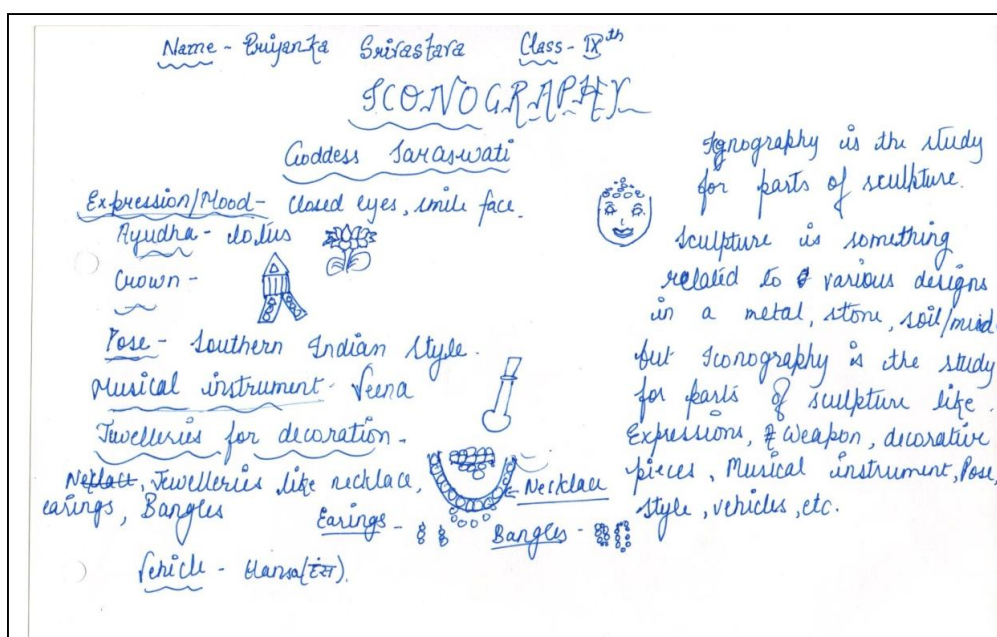 Name - Priyanka Srivastava Class - IXth
ICONOGRAPHY
Goddess Saraswati
Expression/Mood - Closed eyes, smile face.
Ayudha - Lotus
Crown -
Pose - Southern Indian Style.
Musical instrument - Veena
Jewelleries for decoration -
Necklace, Jewelleries like necklace,
earings, Bangles
Necklace
Earings - Bangles -
Vehicle - Hansa (हंस).
Ignography is the study
for parts of sculpture.
Sculpture is something
related to various designs
in a metal, stone, soil/mud.
but Iconography is the study
for parts of sculpture like
Expressions, Weapon, decorative
pieces, Musical instrument, Pose,
style, vehicles, etc.